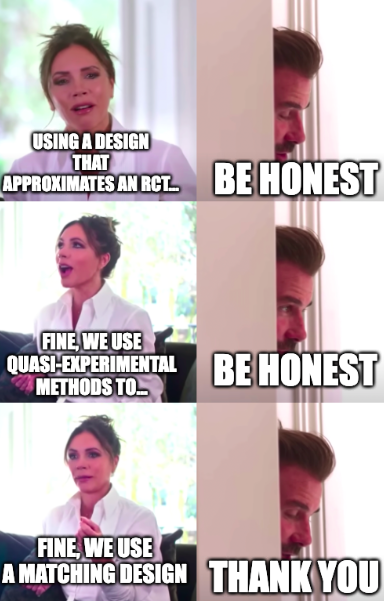 USING A DESIGN
THAT
APPROXIMATES AN RCT...
BE HONEST
FINE, WE USE
QUASI-EXPERIMENTAL
METHODS TO...
BE HONEST
FINE, WE USE
A MATCHING DESIGN
THANK YOU